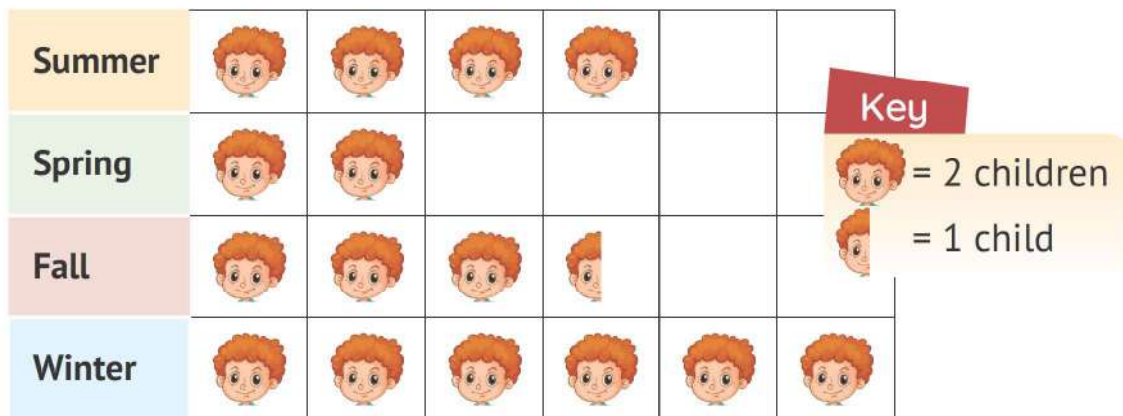 Summer
Spring
Fall
Winter
Key
= 2 children
= 1 child